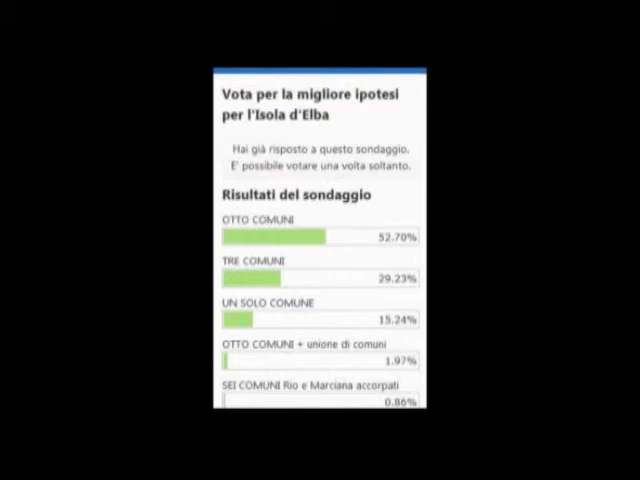 Vota per la migliore ipotesi
per l'Isola d'Elba
Hai già risposto a questo sondaggio.
E' possibile votare una volta soltanto.
Risultati del sondaggio
OTTO COMUNI
52.70%
TRE COMUNI
29.23%
UN SOLO COMUNE
15.24%
OTTO COMUNI + unione di comuni
1.97%
SEI COMUNI Rio e Marciana accorpati
0.86%